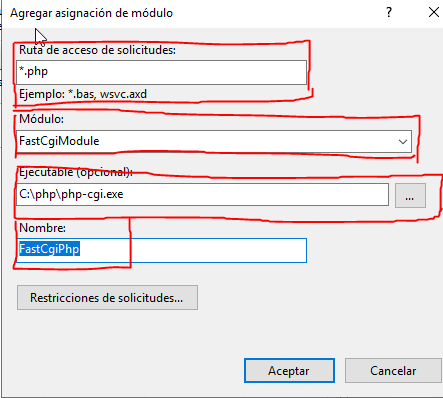 Agregar asignación de módulo
Ruta de acceso de solicitudes:
*.php
Ejemplo: *.bas, wsvc.axd
Módulo:
FastCgiModule
Ejecutable (opcional):
C:\php\php-cgi.exe
...
Nombre:
FastCgiPhp
Restricciones de solicitudes...
Aceptar
Cancelar